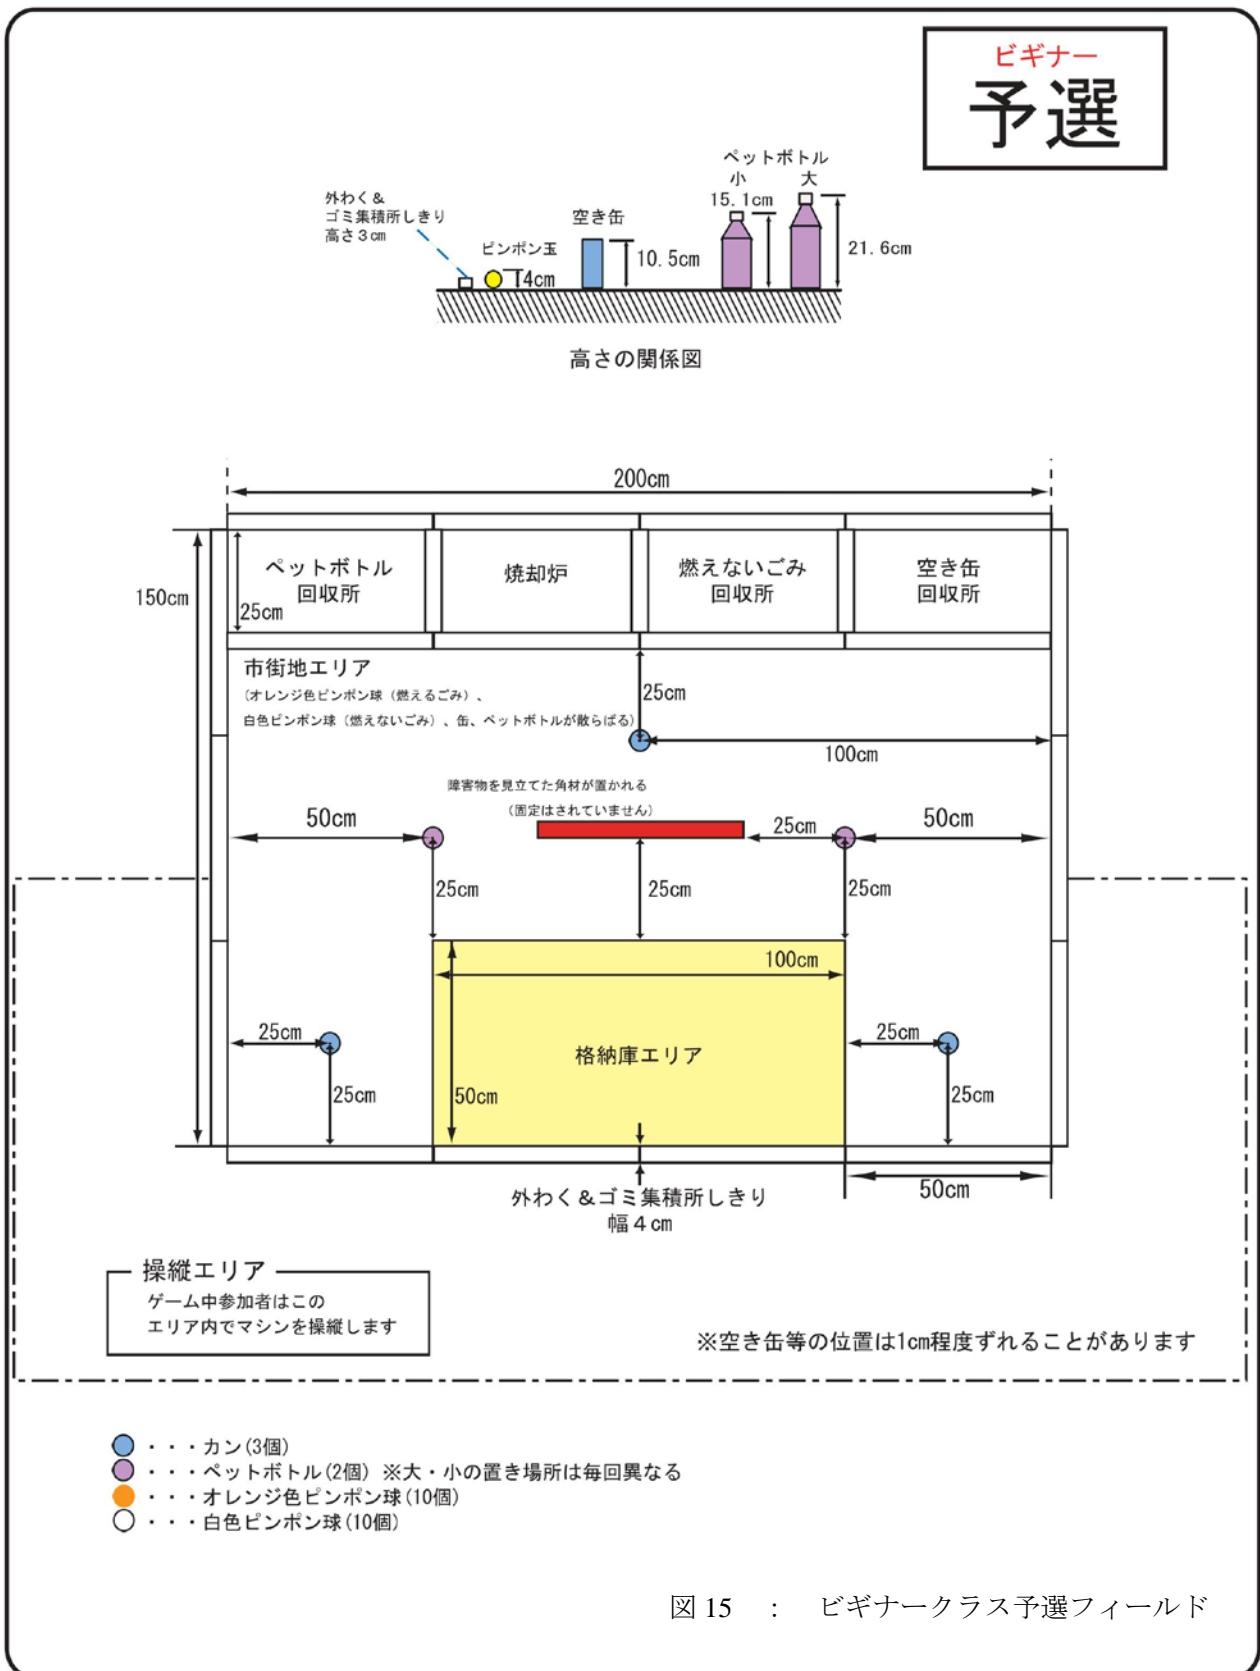 ビギナー
予選
ペットボトル
小 大
15.1cm
外わく&
ゴミ集積所しきり
高さ3cm
空き缶
ピンポン玉
4cm
10.5cm
21.6cm
高さの関係図
200cm
150cm
25cm
ペットボトル
回収所
焼却炉
燃えないごみ
回収所
空き缶
回収所
市街地エリア
(オレンジ色ピンポン球(燃えるごみ)、
白色ピンポン球(燃えないごみ)、缶、ペットボトルが散らばる)
25cm
100cm
障害物を見立てた角材が置かれる
(固定はされていません)
50cm
25cm
50cm
25cm
25cm
25cm
100cm
25cm
25cm
格納庫エリア
25cm
50cm
25cm
外わく&ゴミ集積所しきり
幅4cm
50cm
操縦エリア
ゲーム中参加者はこの
エリア内でマシンを操縦します
※空き缶等の位置は1cm程度ずれることがあります
・・・カン(3個)
・・・ペットボトル(2個) ※大・小の置き場所は毎回異なる
・・・オレンジ色ピンポン球(10個)
・・・白色ピンポン球(10個)
図 15 : ビギナークラス予選フィールド